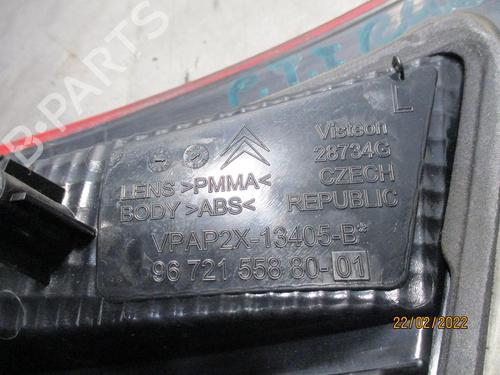 L
Visteon
28734G
LENS >PMMA< CZECH
BODY >ABS< REPUBLIC
VPAP2X-13405-B
96 721 558 80-01
22/02/2022
B-PARTS